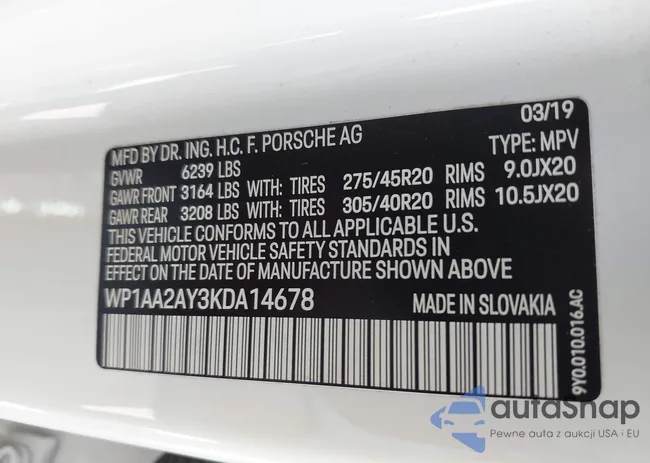 03/19
MFD BY DR. ING. H.C. F. PORSCHE AG
TYPE: MPV
GVWR 6239 LBS
GAWR FRONT 3164 LBS WITH: TIRES 275/45R20 RIMS 9.0JX20
GAWR REAR 3208 LBS WITH: TIRES 305/40R20 RIMS 10.5JX20
THIS VEHICLE CONFORMS TO ALL APPLICABLE U.S.
FEDERAL MOTOR VEHICLE SAFETY STANDARDS IN
EFFECT ON THE DATE OF MANUFACTURE SHOWN ABOVE
WP1AA2AY3KDA14678 MADE IN SLOVAKIA
9Y0.010.016.AC
autoSnap
Pewne auta z aukcji USA i EU